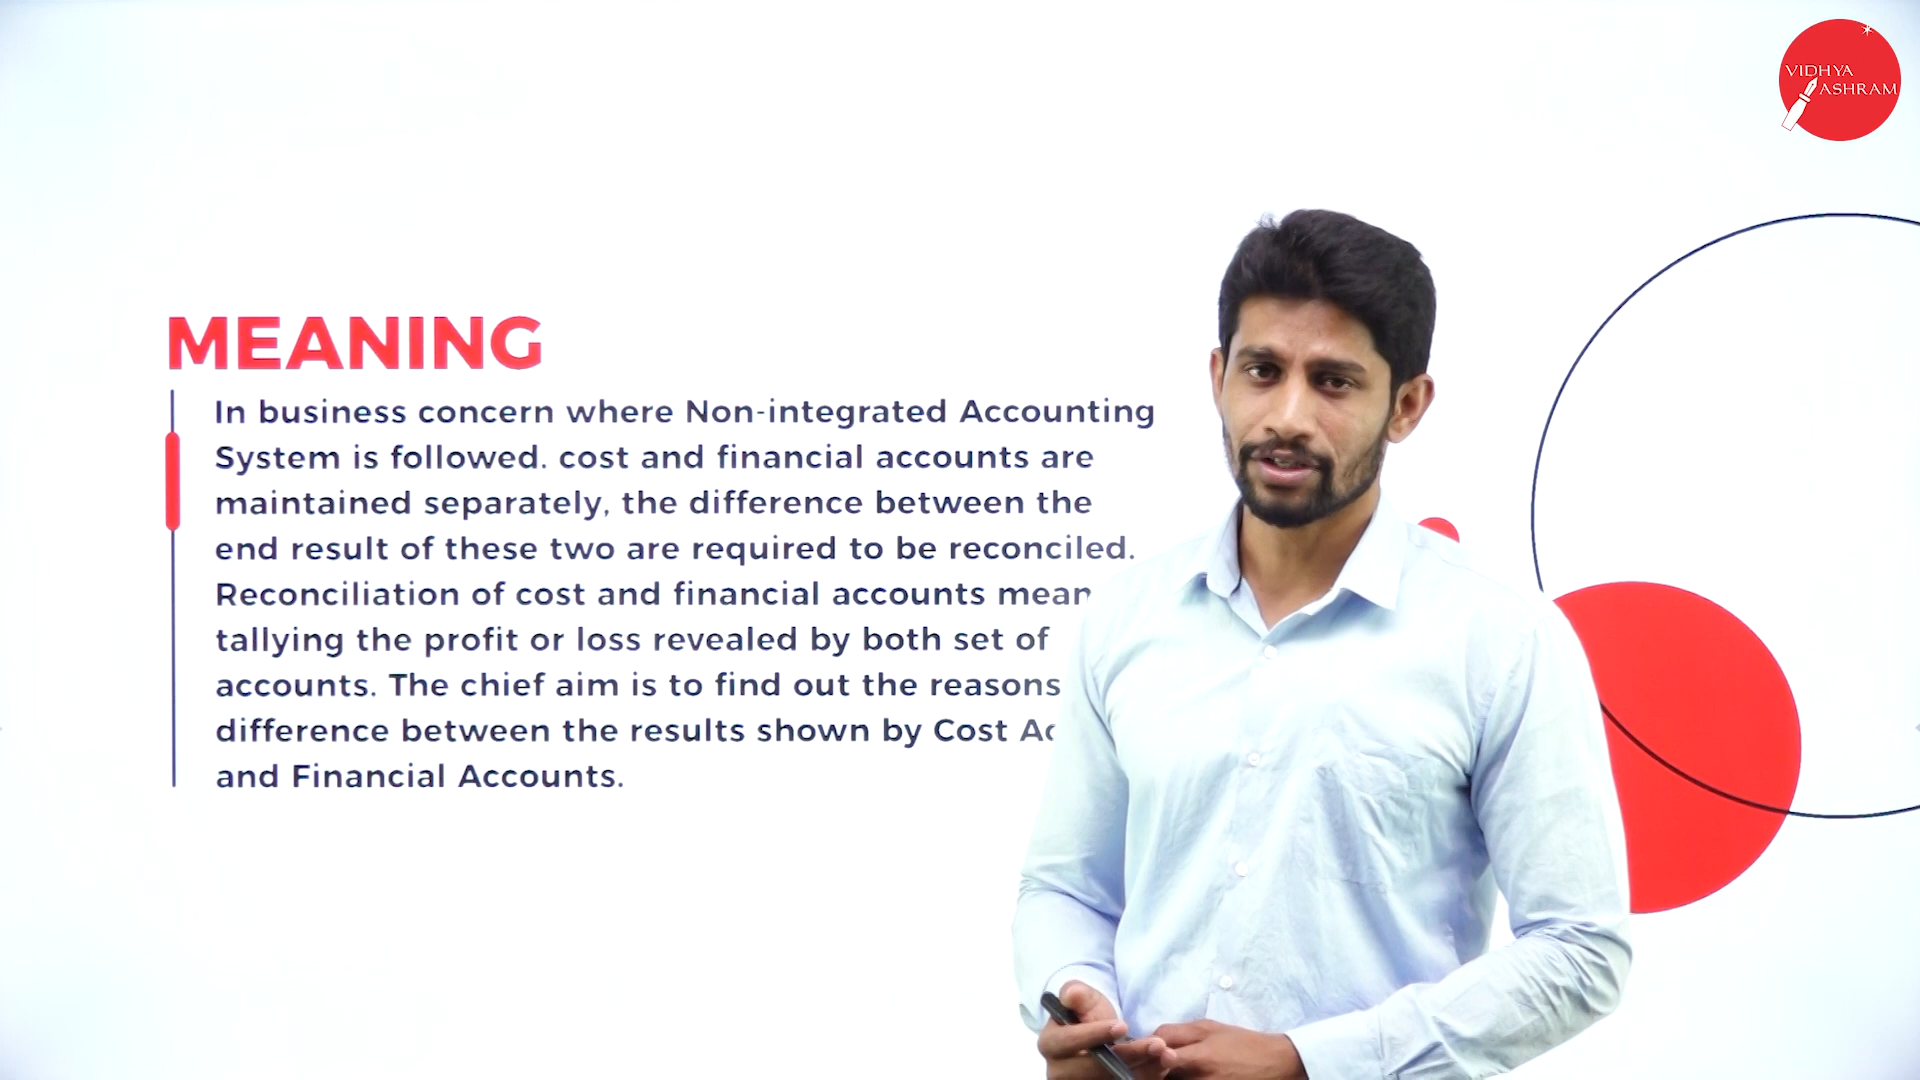 VIDHYA
ASHRAM
MEANING
In business concern where Non-integrated Accounting
System is followed. cost and financial accounts are
maintained separately, the difference between the
end result of these two are required to be reconciled.
Reconciliation of cost and financial accounts mean
tallying the profit or loss revealed by both set of
accounts. The chief aim is to find out the reasons
difference between the results shown by Cost
and Financial Accounts.